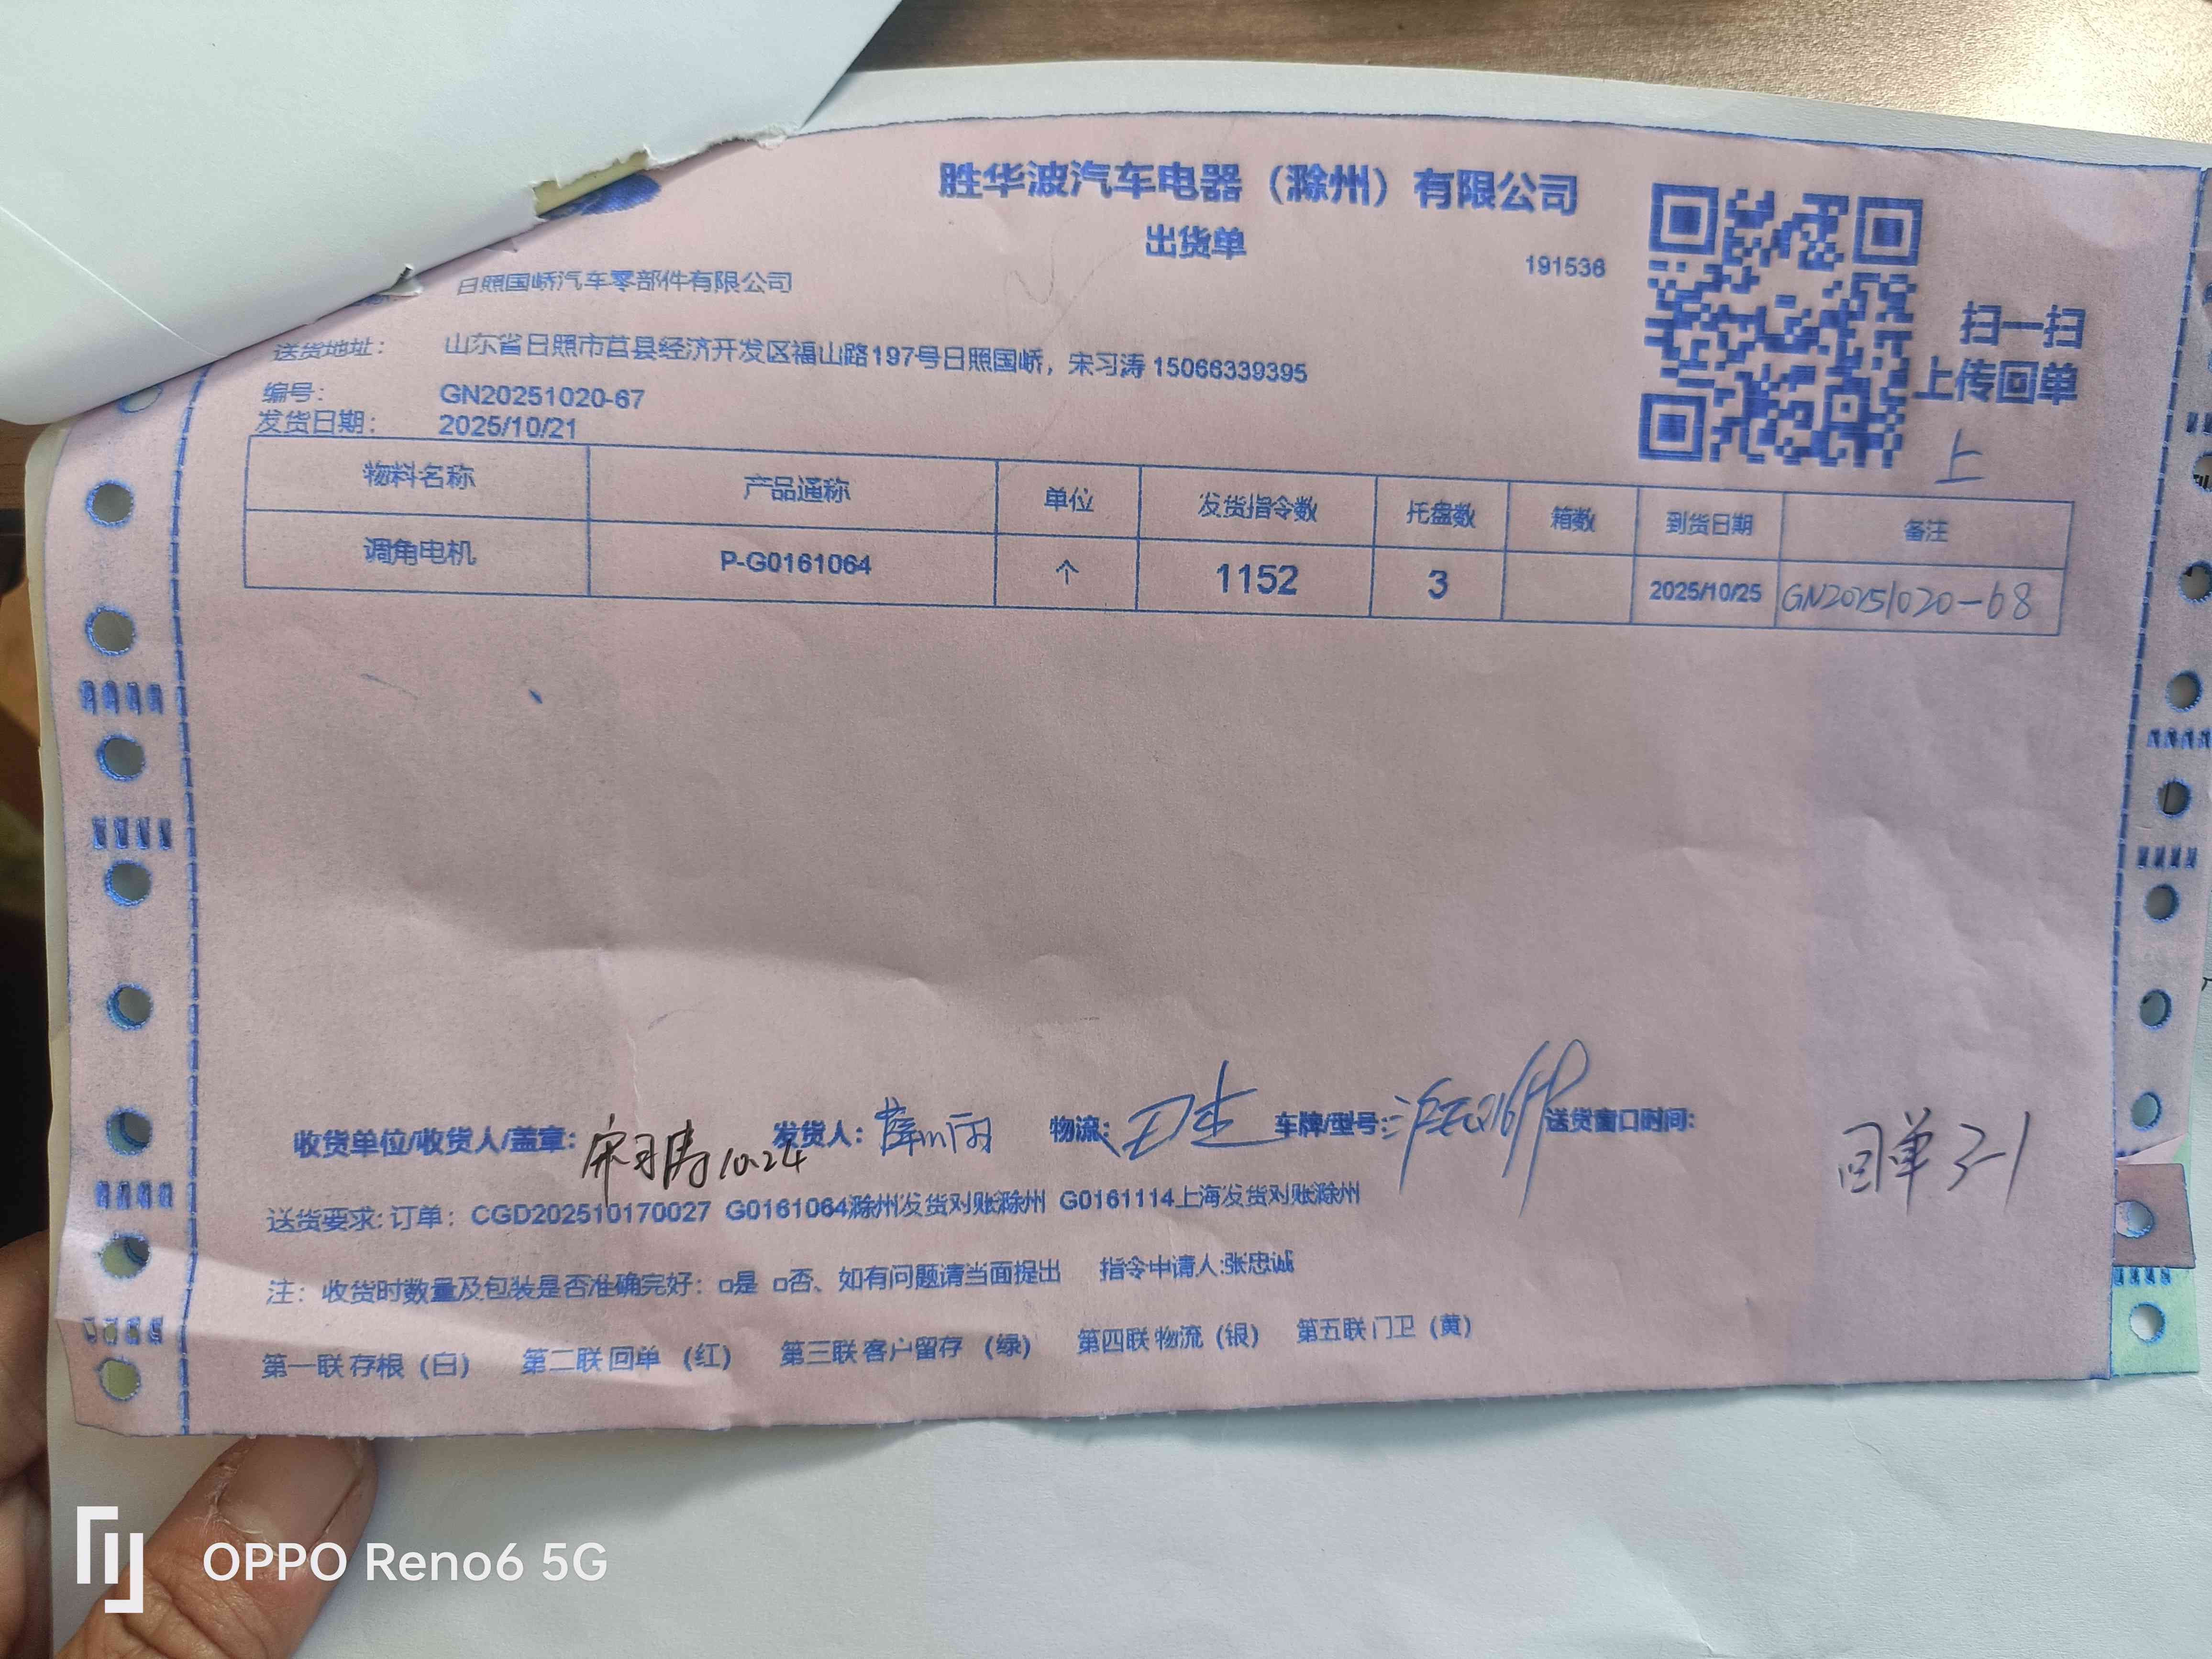 胜华波汽车电器（滁州）有限公司
出货单
191536
扫一扫
上传回单
上
日照国峤汽车零部件有限公司
送货地址： 山东省日照市莒县经济开发区福山路197号日照国峤，宋习涛 15066339395
编号： GN20251020-67
发货日期： 2025/10/21
物料名称 产品通称 单位 发货指令数 托盘数 箱数 到货日期 备注
调角电机 P-G0161064 个 1152 3 2025/10/25 GN20251020-68
收货单位/收货人/盖章： 宋习涛 10.24 发货人： 物流： 卫杰 车牌/型号： 送货窗口时间：
回单 3-1
送货要求: 订单： CGD202510170027 G0161064滁州发货对账滁州 G0161114上海发货对账滁州
注： 收货时数量及包装是否准确完好： □是 □否、如有问题请当面提出 指令申请人:张忠诚
第一联 存根（白） 第二联 回单 （红） 第三联 客户留存 （绿） 第四联 物流（银） 第五联 门卫（黄）
OPPO Reno6 5G